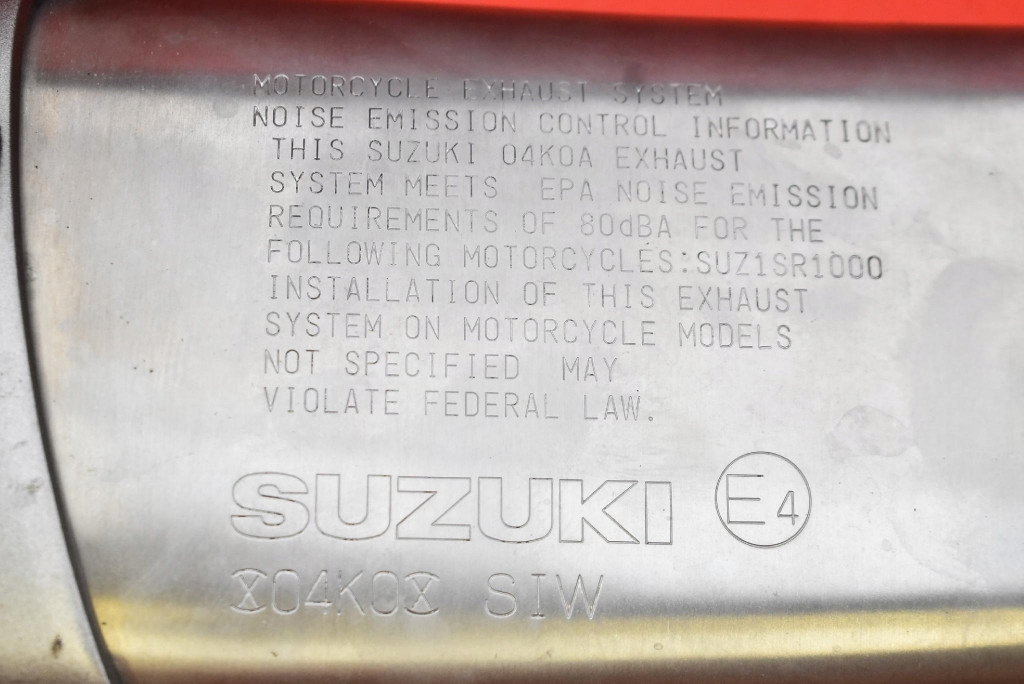 MOTORCYCLE EXHAUST SYSTEM
NOISE EMISSION CONTROL INFORMATION
THIS SUZUKI 04K0A EXHAUST
SYSTEM MEETS EPA NOISE EMISSION
REQUIREMENTS OF 80dBA FOR THE
FOLLOWING MOTORCYCLES:SUZ1SR1000
INSTALLATION OF THIS EXHAUST
SYSTEM ON MOTORCYCLE MODELS
NOT SPECIFIED MAY
VIOLATE FEDERAL LAW.
SUZUKI E4
X04K0X SIW